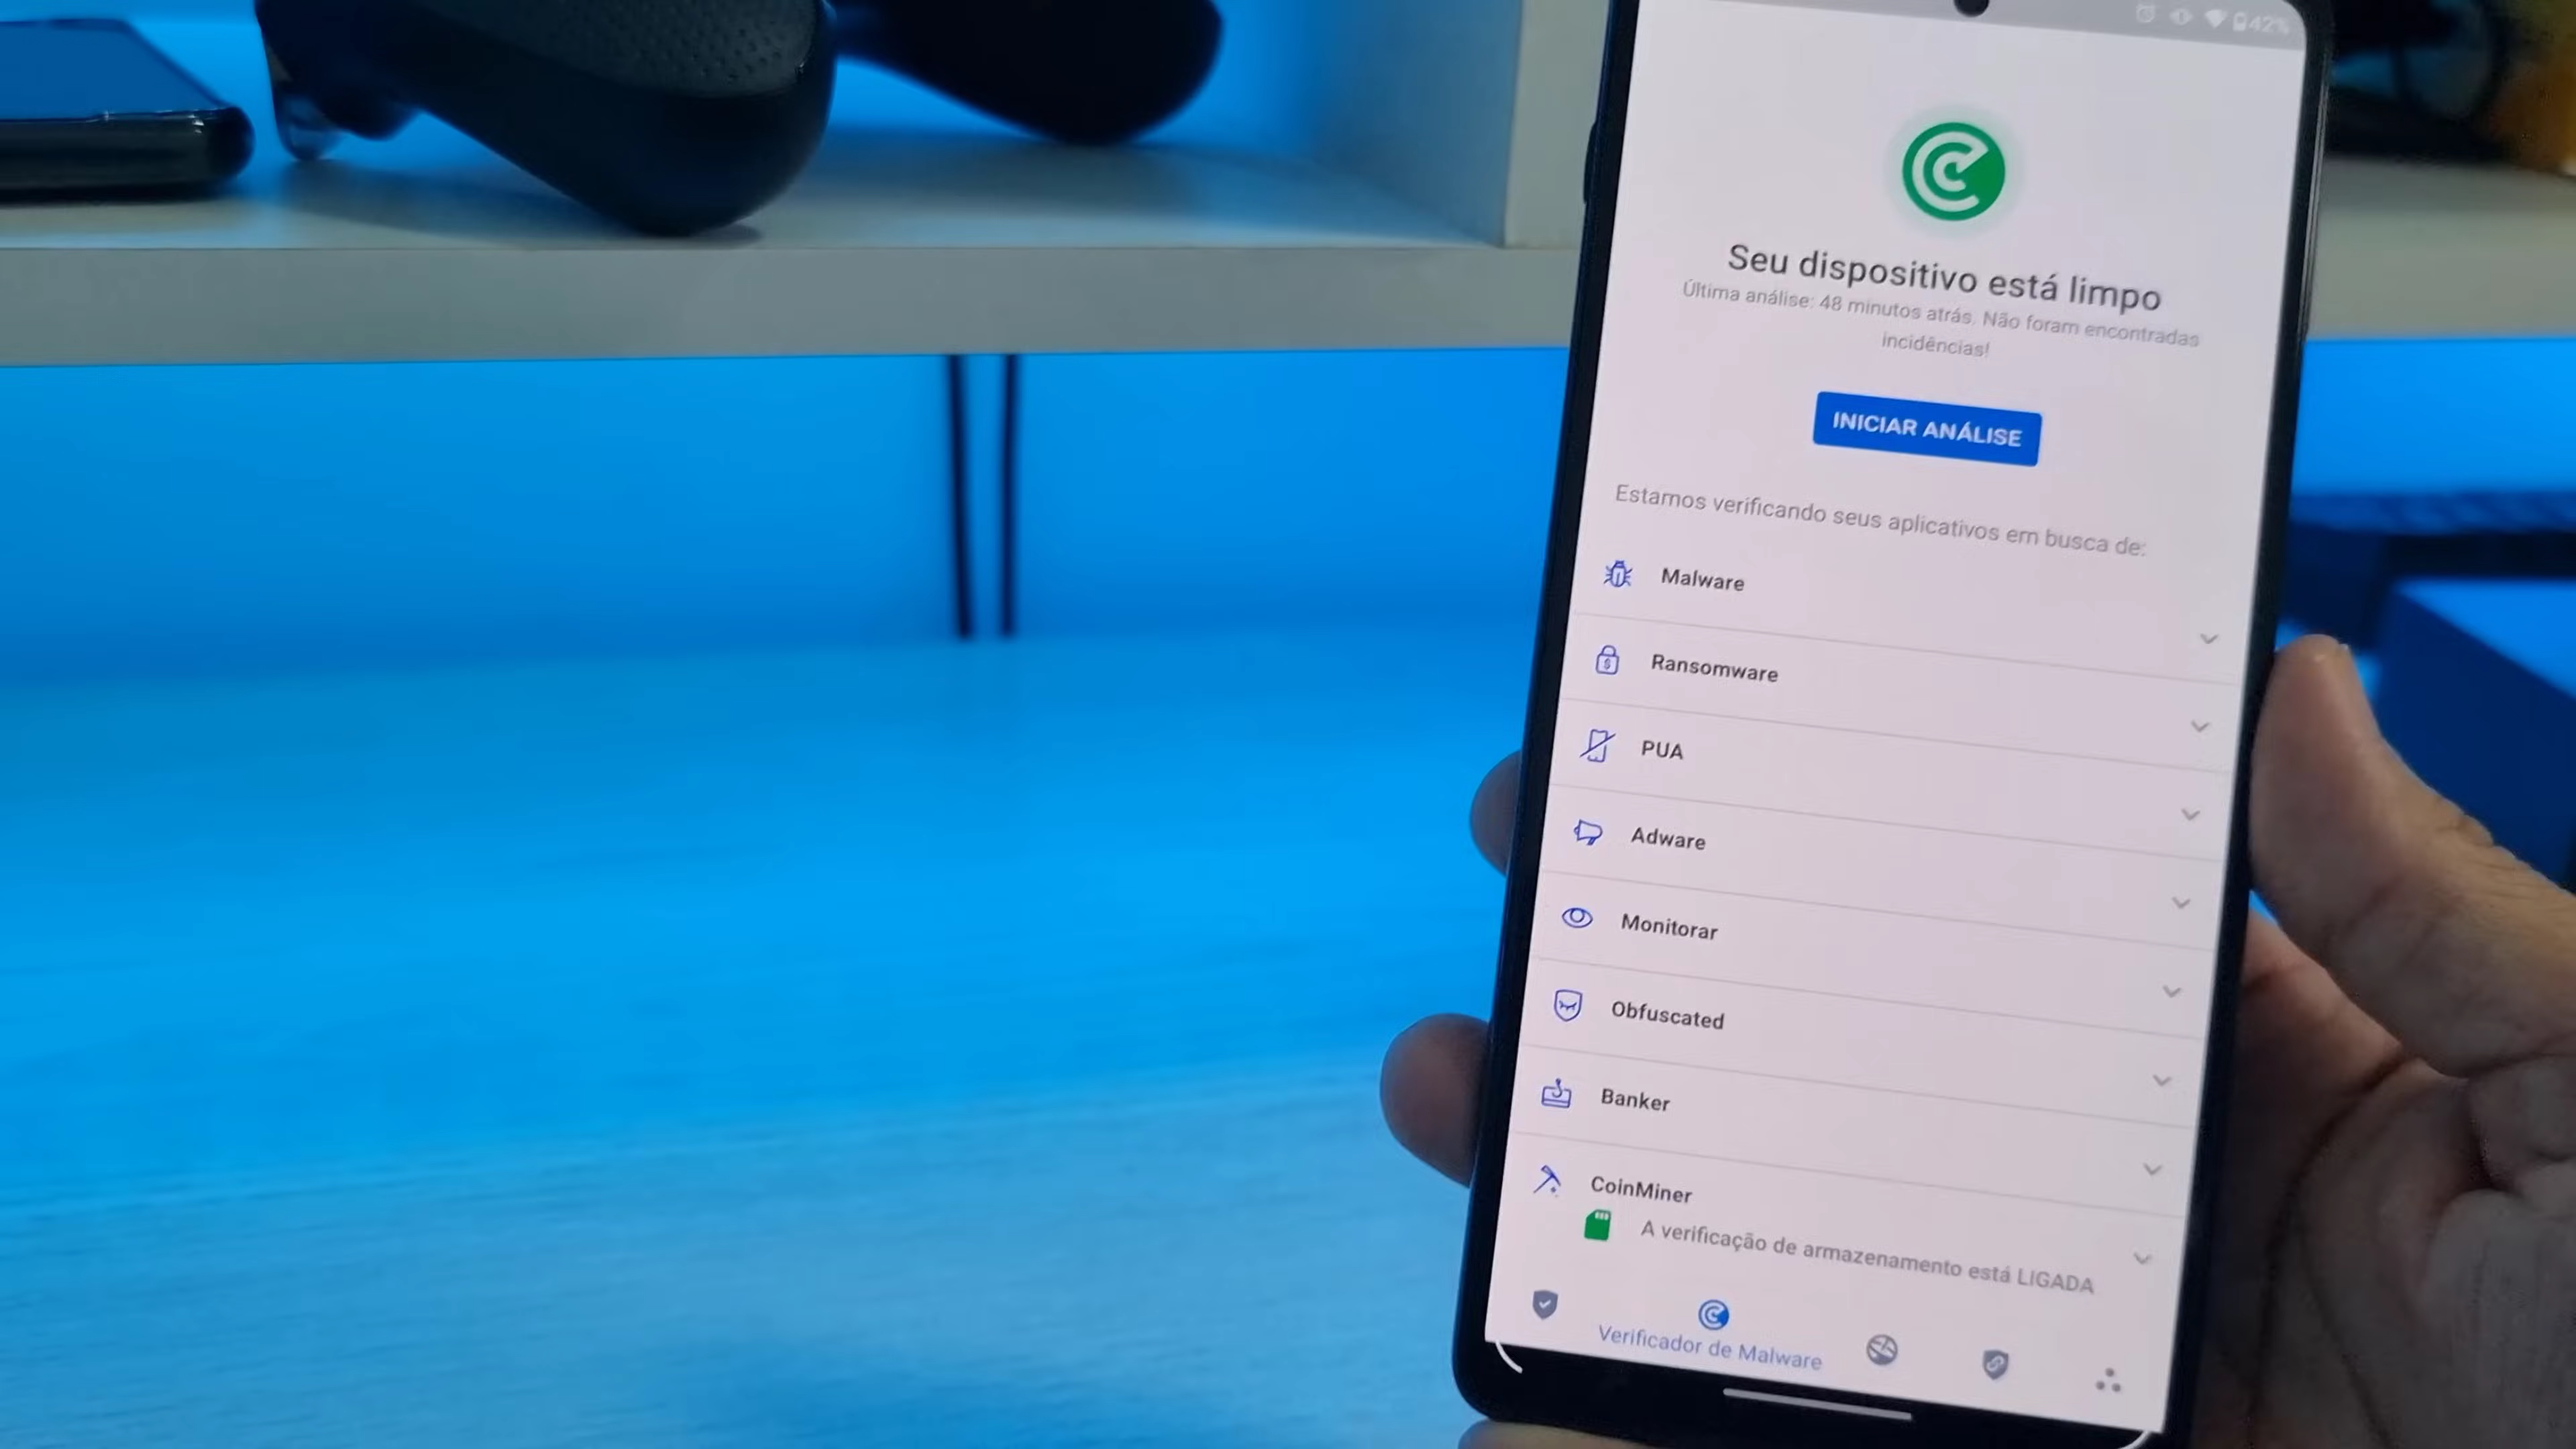 42%
Seu dispositivo está limpo
Última análise: 48 minutos atrás. Não foram encontradas
incidências!
INICIAR ANÁLISE
Estamos verificando seus aplicativos em busca de:
Malware
Ransomware
PUA
Adware
Monitorar
Obfuscated
Banker
CoinMiner
A verificação de armazenamento está LIGADA
Verificador de Malware